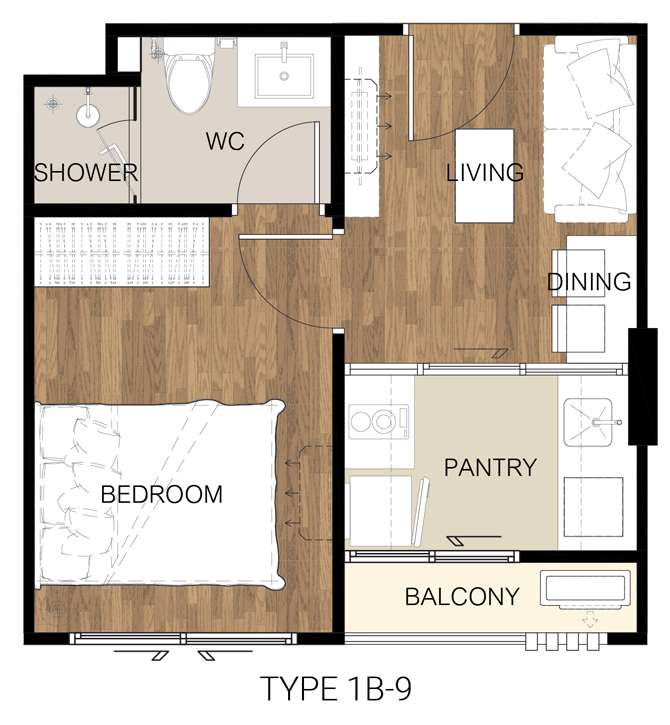 WC
SHOWER
LIVING
DINING
PANTRY
BEDROOM
BALCONY
TYPE 1B-9